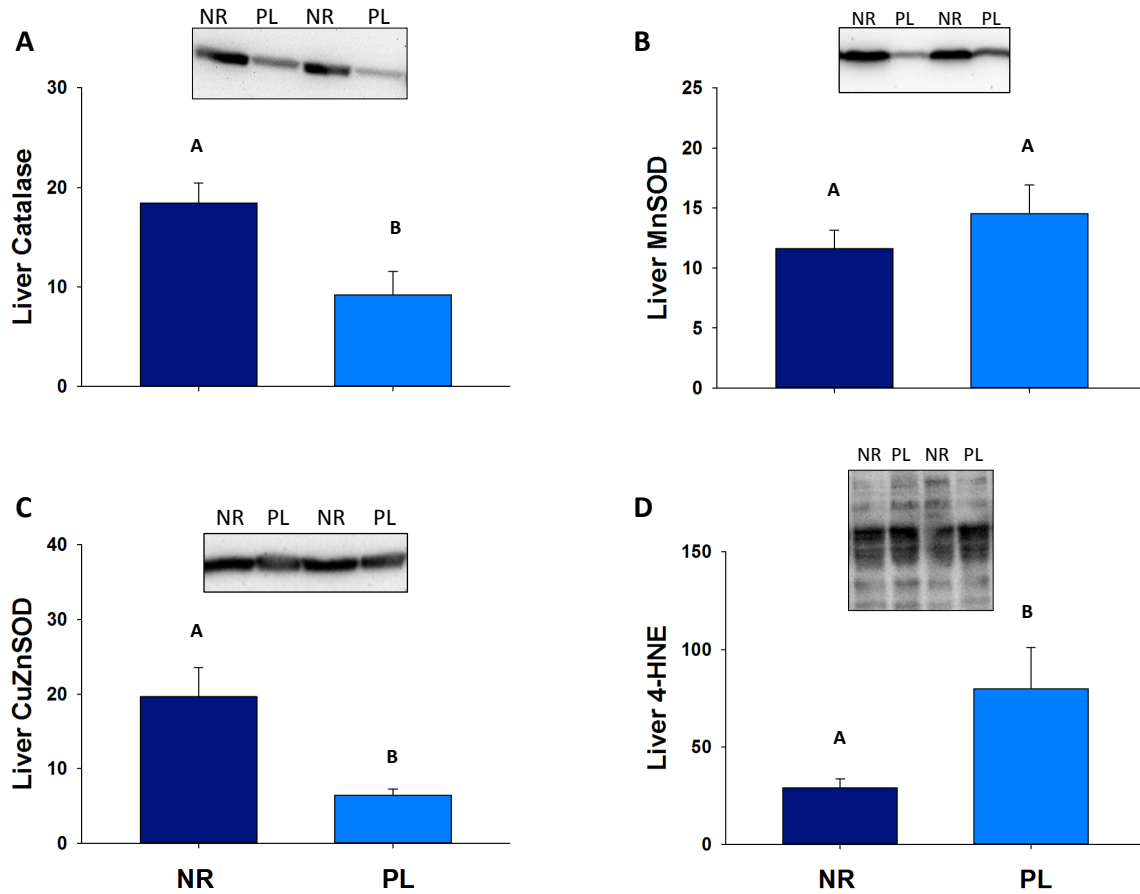 A
NR PL NR PL
Liver Catalase
30
20
10
0
A
B
B
NR PL NR PL
Liver MnSOD
25
20
15
10
5
0
A
A
C
NR PL NR PL
Liver CuZnSOD
40
30
20
10
0
A
B
NR PL
D
NR PL NR PL
Liver 4-HNE
150
100
50
0
A
B
NR PL